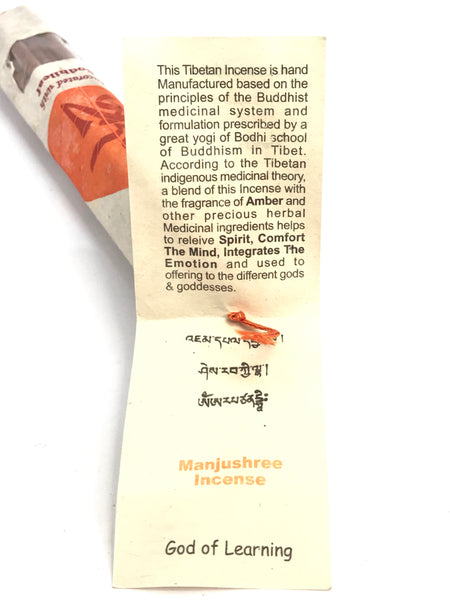 This Tibetan Incense is hand
Manufactured based on the
principles of the Buddhist
medicinal system and
formulation prescribed by a
great yogi of Bodhi school
of Buddhism in Tibet.
According to the Tibetan
indigenous medicinal theory,
a blend of this Incense with
the fragrance of Amber and
other precious herbal
Medicinal ingredients helps
to releive Spirit, Comfort
The Mind, Integrates The
Emotion and used to
offering to the different gods
& goddesses.
འཇམ་དཔལ་
ཤེས་རབ་ཀྱི་ལྷ།
ཨོཾ་ཨ་ར་པ་ཙ་ན་དྷཱིཿ
Manjushree
Incense
God of Learning